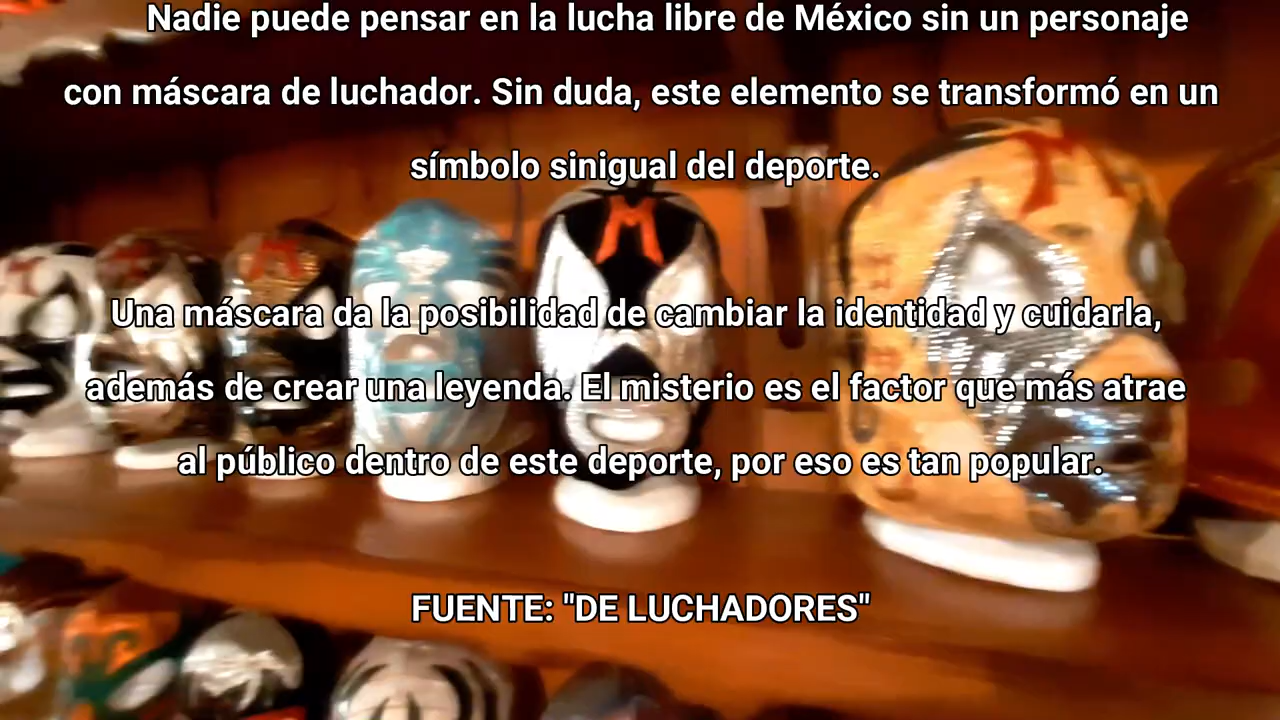 Nadie puede pensar en la lucha libre de México sin un personaje
con máscara de luchador. Sin duda, este elemento se transformó en un
símbolo sinigual del deporte.
Una máscara da la posibilidad de cambiar la identidad y cuidarla,
además de crear una leyenda. El misterio es el factor que más atrae
al público dentro de este deporte, por eso es tan popular.
FUENTE: "DE LUCHADORES"